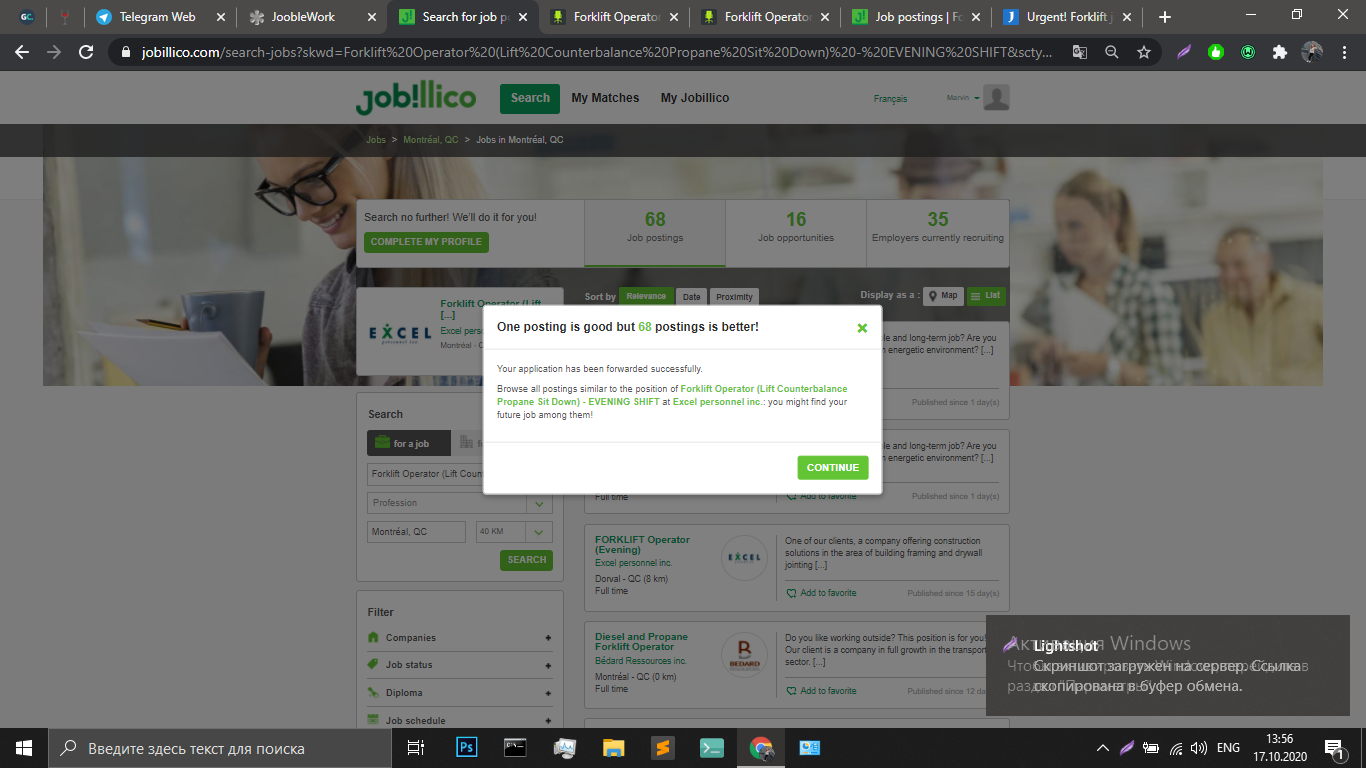 Telegram Web
JoobleWork
Search for job p
Forklift Operator
Forklift Operator
Job postings | Fo
Urgent! Forklift j
jobillico.com/search-jobs?skwd=Forklift%20Operator%20(Lift%20Counterbalance%20Propane%20Sit%20Down)%20-%20EVENING%20SHIFT&scty...
job!llico
Search
My Matches
My Jobillico
Français
Marvin
Jobs > Montréal, QC > Jobs in Montréal, QC
Search no further! We'll do it for you!
COMPLETE MY PROFILE
68
Job postings
16
Job opportunities
35
Employers currently recruiting
EXCEL
personnel inc.
Forklift Operator (Lift
[...]
Excel perso
Montréal - Q
Sort by
Relevance
Date
Proximity
Display as a :
Map
List
One posting is good but 68 postings is better!
Your application has been forwarded successfully.
Browse all postings similar to the position of Forklift Operator (Lift Counterbalance
Propane Sit Down) - EVENING SHIFT at Excel personnel inc.: you might find your
future job among them!
CONTINUE
le and long-term job? Are you
n energetic environment? [...]
Published since 1 day(s)
le and long-term job? Are you
n energetic environment? [...]
Full time
Add to favorite
Published since 1 day(s)
Search
for a job
Forklift Operator (Lift Coun
Profession
Montréal, QC
40 KM
SEARCH
FORKLIFT Operator
(Evening)
Excel personnel inc.
Dorval - QC (8 km)
Full time
EXCEL
One of our clients, a company offering construction
solutions in the area of building framing and drywall
jointing [...]
Add to favorite
Published since 15 day(s)
Filter
Companies
Job status
Diploma
Job schedule
Diesel and Propane
Forklift Operator
Bédard Ressources inc.
Montréal - QC (0 km)
Full time
BEDARD
Do you like working outside? This position is for you!
Our client is a company in full growth in the transport
sector. [...]
Add to favorite
Published since 12 da
Активация Windows
Lightshot
Скриншот загружен на сервер. Ссылка
скопирована в буфер обмена.
Введите здесь текст для поиска
Ps
ENG
13:56
17.10.2020
1